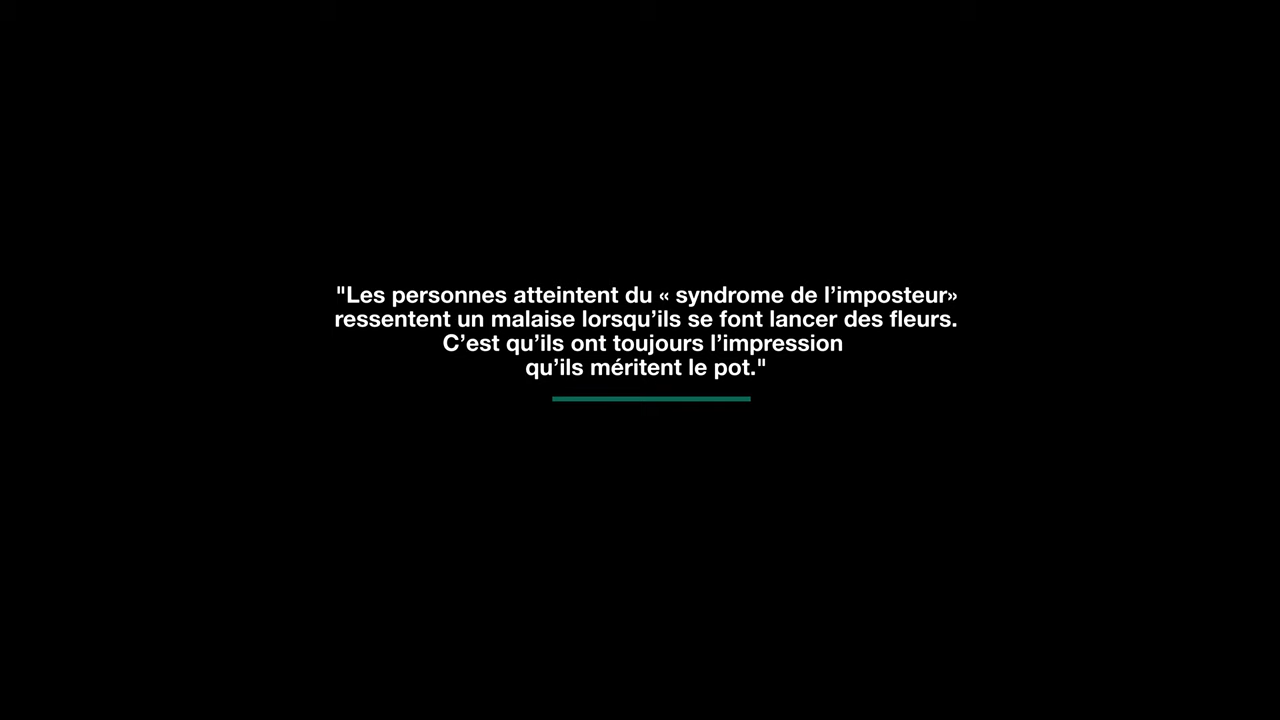 "Les personnes atteintent du « syndrome de l’imposteur»
ressentent un malaise lorsqu’ils se font lancer des fleurs.
C’est qu’ils ont toujours l’impression
qu’ils méritent le pot."